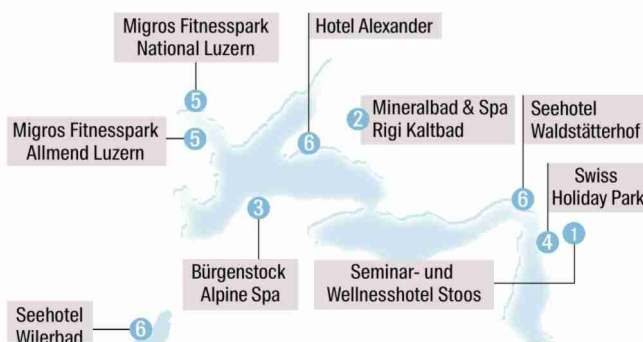 Migros Fitnesspark
National Luzern
Hotel Alexander
5
2
Mineralbad & Spa
Rigi Kaltbad
Seehotel
Waldstätterhof
Migros Fitnesspark
Allmend Luzern
5
6
Swiss
Holiday Park
6
3
4
1
Bürgenstock
Alpine Spa
Seminar- und
Wellnesshotel Stoos
Seehotel
Wilerbad
6